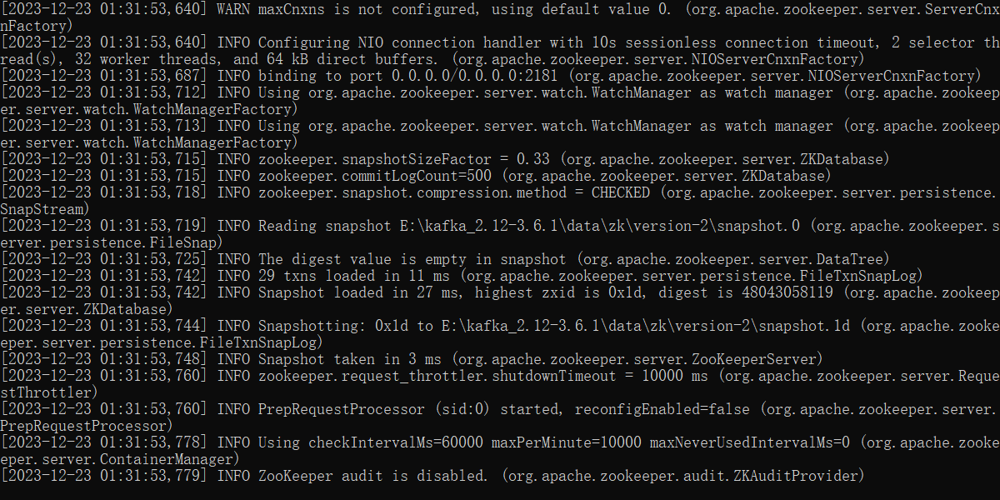 [2023-12-23 01:31:53,640] WARN maxCnxns is not configured, using default value 0. (org.apache.zookeeper.server.ServerCnx
nFactory)
[2023-12-23 01:31:53,640] INFO Configuring NIO connection handler with 10s sessionless connection timeout, 2 selector th
read(s), 32 worker threads, and 64 kB direct buffers. (org.apache.zookeeper.server.NIOServerCnxnFactory)
[2023-12-23 01:31:53,687] INFO binding to port 0.0.0.0/0.0.0.0:2181 (org.apache.zookeeper.server.NIOServerCnxnFactory)
[2023-12-23 01:31:53,712] INFO Using org.apache.zookeeper.server.watch.WatchManager as watch manager (org.apache.zookeep
er.server.watch.WatchManagerFactory)
[2023-12-23 01:31:53,713] INFO Using org.apache.zookeeper.server.watch.WatchManager as watch manager (org.apache.zookeep
er.server.watch.WatchManagerFactory)
[2023-12-23 01:31:53,715] INFO zookeeper.snapshotSizeFactor = 0.33 (org.apache.zookeeper.server.ZKDatabase)
[2023-12-23 01:31:53,715] INFO zookeeper.commitLogCount=500 (org.apache.zookeeper.server.ZKDatabase)
[2023-12-23 01:31:53,718] INFO zookeeper.snapshot.compression.method = CHECKED (org.apache.zookeeper.server.persistence.
SnapStream)
[2023-12-23 01:31:53,719] INFO Reading snapshot E:\kafka_2.12-3.6.1\data\zk\version-2\snapshot.0 (org.apache.zookeeper.s
erver.persistence.FileSnap)
[2023-12-23 01:31:53,725] INFO The digest value is empty in snapshot (org.apache.zookeeper.server.DataTree)
[2023-12-23 01:31:53,742] INFO 29 txns loaded in 11 ms (org.apache.zookeeper.server.persistence.FileTxnSnapLog)
[2023-12-23 01:31:53,742] INFO Snapshot loaded in 27 ms, highest zxid is 0x1d, digest is 48043058119 (org.apache.zookeep
er.server.ZKDatabase)
[2023-12-23 01:31:53,744] INFO Snapshotting: 0x1d to E:\kafka_2.12-3.6.1\data\zk\version-2\snapshot.1d (org.apache.zooke
eper.server.persistence.FileTxnSnapLog)
[2023-12-23 01:31:53,748] INFO Snapshot taken in 3 ms (org.apache.zookeeper.server.ZooKeeperServer)
[2023-12-23 01:31:53,760] INFO zookeeper.request_throttler.shutdownTimeout = 10000 ms (org.apache.zookeeper.server.Reque
stThrottler)
[2023-12-23 01:31:53,760] INFO PrepRequestProcessor (sid:0) started, reconfigEnabled=false (org.apache.zookeeper.server.
PrepRequestProcessor)
[2023-12-23 01:31:53,778] INFO Using checkIntervalMs=60000 maxPerMinute=10000 maxNeverUsedIntervalMs=0 (org.apache.zooke
eper.server.ContainerManager)
[2023-12-23 01:31:53,779] INFO ZooKeeper audit is disabled. (org.apache.zookeeper.audit.ZKAuditProvider)